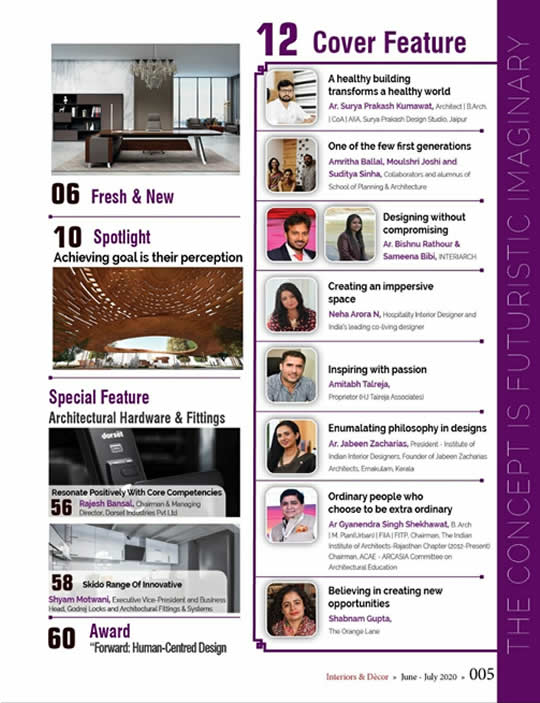 06 Fresh & New
10 Spotlight
Achieving goal is their perception
Special Feature
Architectural Hardware & Fittings
dorset
Resonate Positively With Core Competencies
56 Rajesh Bansal, Chairman & Managing
Director, Dorset Industries Pvt Ltd
58 Skido Range Of Innovative
Shyam Motwani, Executive Vice-President and Business
Head, Godrej Locks and Architectural Fittings & Systems
60 Award
“Forward: Human-Centred Design
12 Cover Feature
A healthy building
transforms a healthy world
Ar. Surya Prakash Kumawat, Architect | B.Arch.
| CoA | AIIA, Surya Prakash Design Studio, Jaipur
One of the few first generations
Amritha Ballal, Moulshri Joshi and
Suditya Sinha, Collaborators and alumnus of
School of Planning & Architecture
Designing without
compromising
Ar. Bishnu Rathour &
Sameena Bibi, INTERIARCH
Creating an imppersive
space
Neha Arora N, Hospitality Interior Designer and
India's leading co-living designer
Inspiring with passion
Amitabh Talreja,
Proprietor (HJ Talreja Associates)
Enumalating philosophy in designs
Ar. Jabeen Zacharias, President - Institute of
Indian Interior Designers, Founder of Jabeen Zacharias
Architects, Ernakulam, Kerala
Ordinary people who
choose to be extra ordinary
Ar Gyanendra Singh Shekhawat, B. Arch
| M. Plan(Urban) | FIIA | FITP, Chairman, The Indian
Institute of Architects-Rajasthan Chapter (2012-Present)
Chairman, ACAE - ARCASIA Committee on
Architectural Education
Believing in creating new
opportunities
Shabnam Gupta,
The Orange Lane
THE CONCEPT IS FUTURISTIC IMAGINARY
Interiors & Décor » June - July 2020 » 005